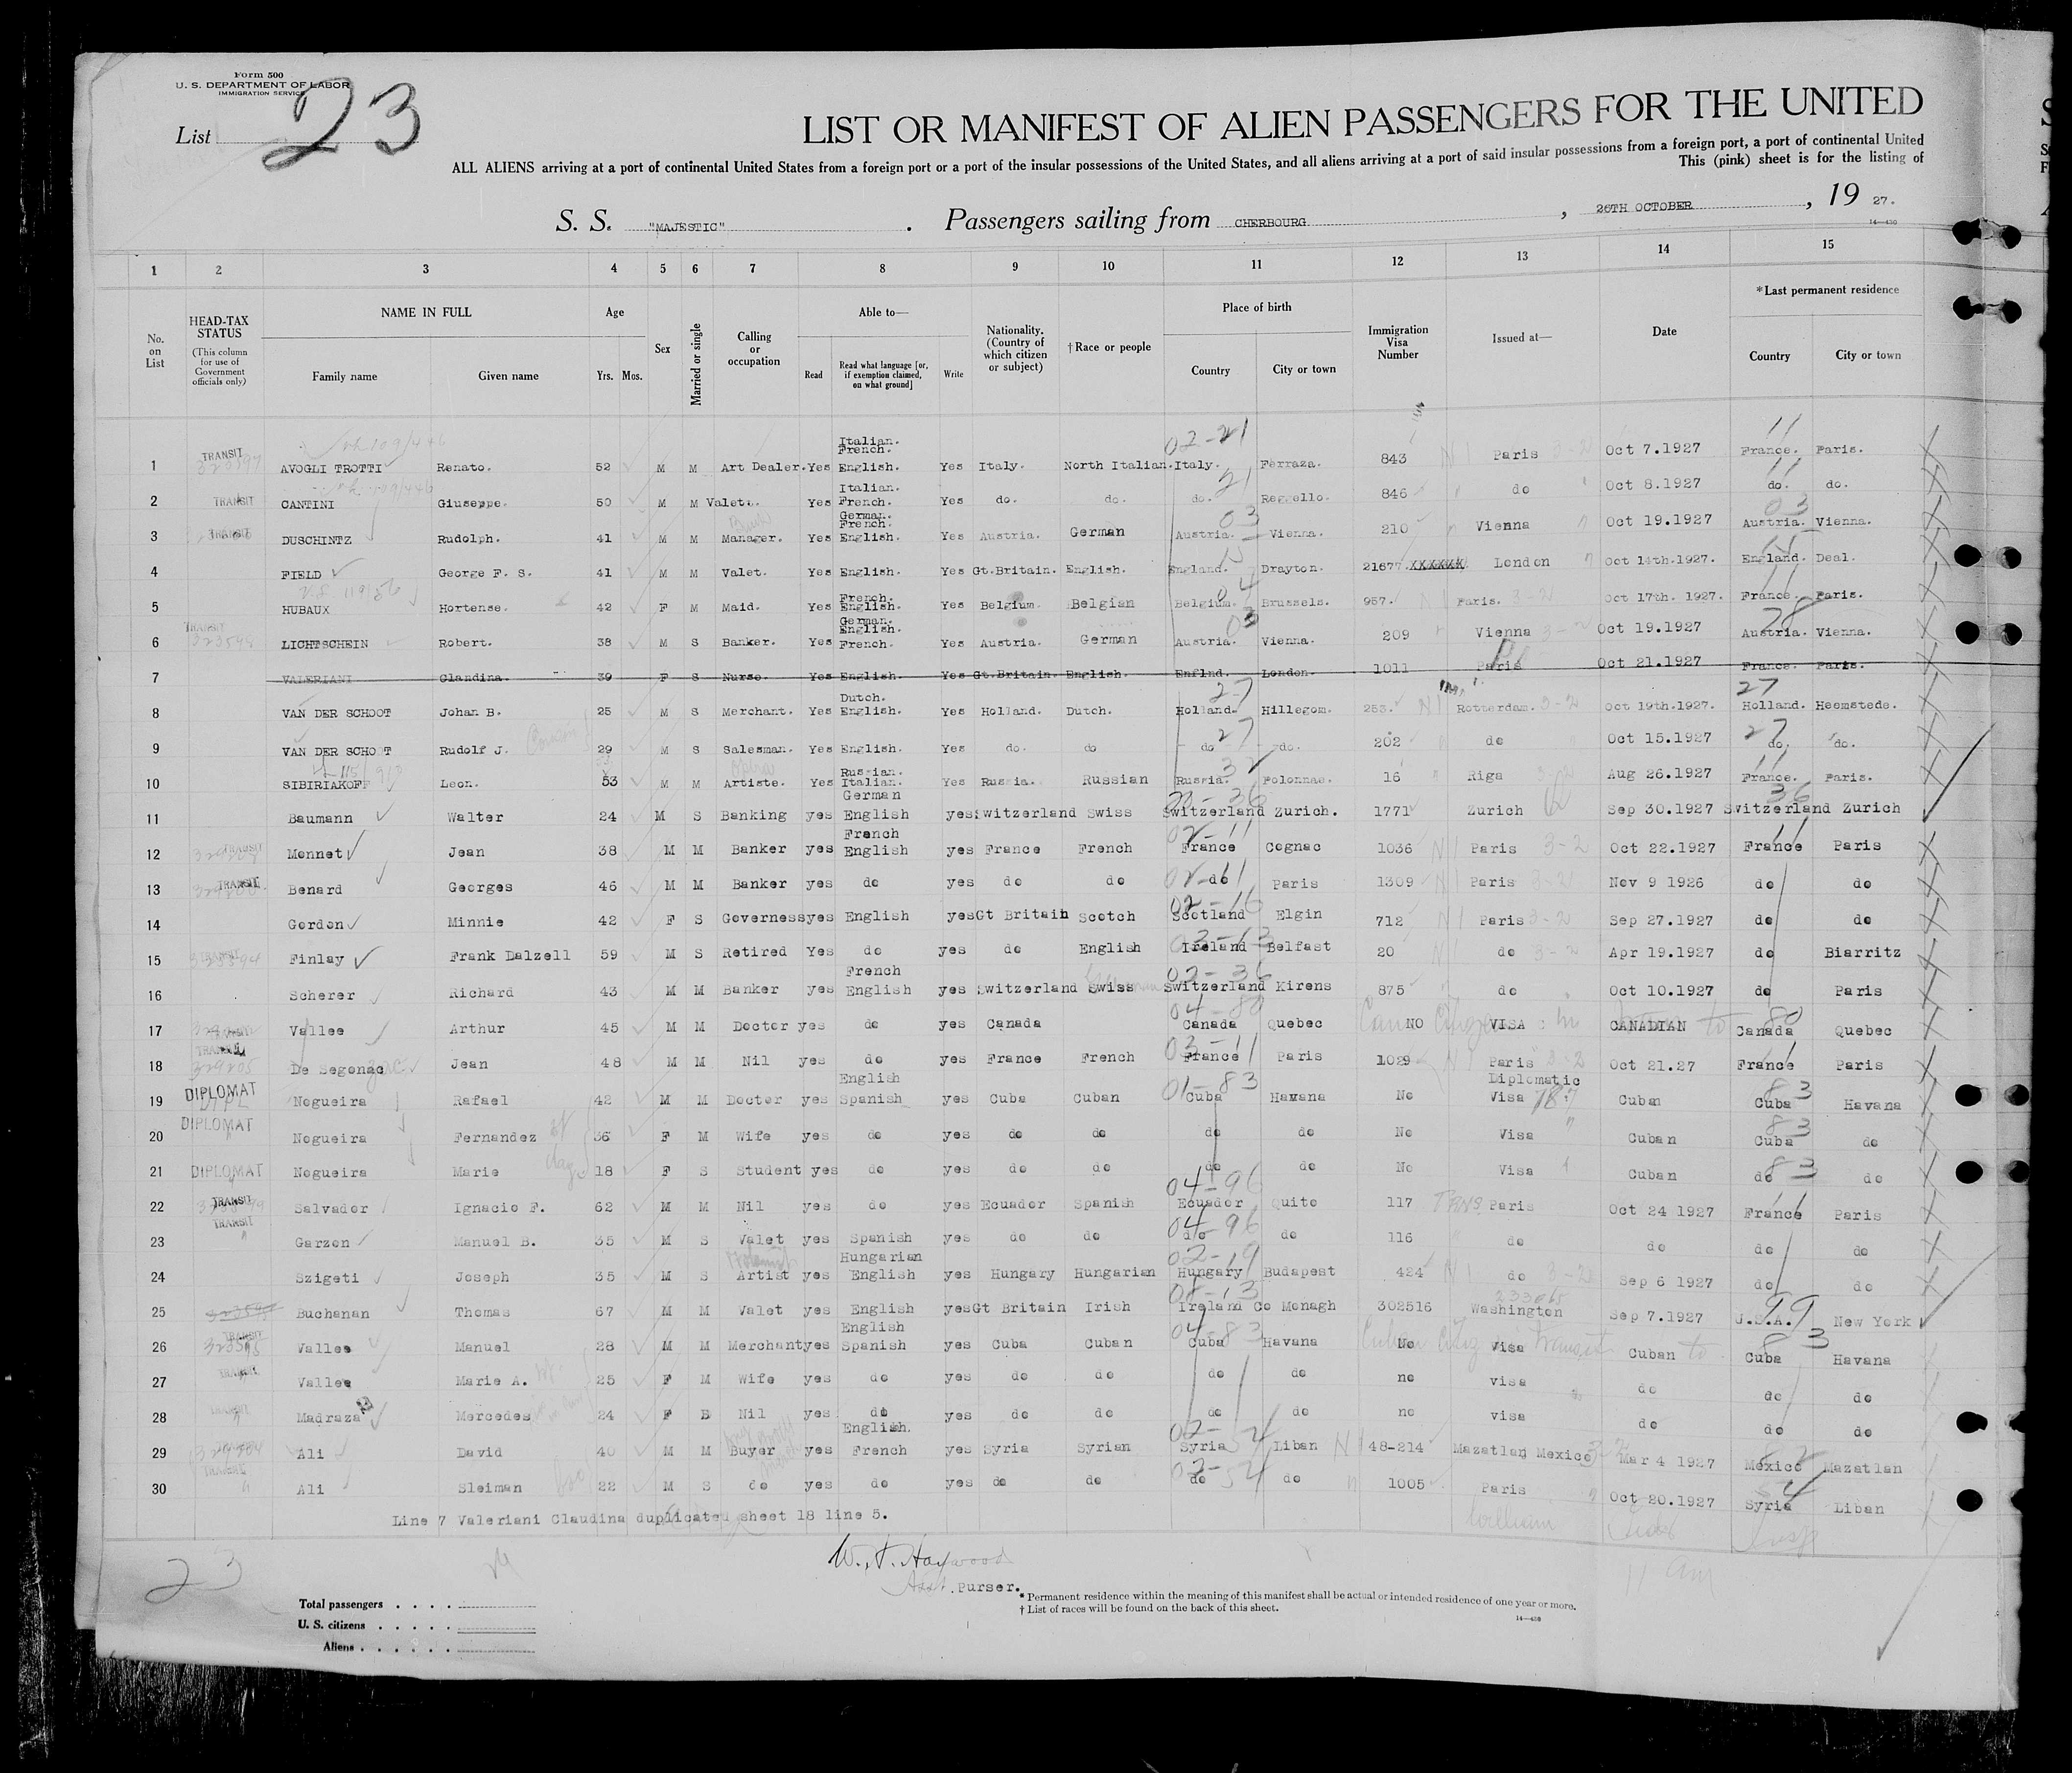 Form 500
U. S. DEPARTMENT OF LABOR
IMMIGRATION SERVICE
List 23
LIST OR MANIFEST OF ALIEN PASSENGERS FOR THE UNITED
ALL ALIENS arriving at a port of continental United States from a foreign port or a port of the insular possessions of the United States, and all aliens arriving at a port of said insular possessions from a foreign port, a port of continental United
This (pink) sheet is for the listing of
S. S. "MAJESTIC" . Passengers sailing from CHERBOURG , 26TH OCTOBER , 19 27.
14—430
1 2 3 4 5 6 7 8 9 10 11 12 13 14 15
No. on List
HEAD-TAX STATUS (This column for use of Government officials only)
NAME IN FULL Family name Given name
Age Yrs. Mos.
Sex
Married or single
Calling or occupation
Able to— Read Read what language [or, if exemption claimed, on what ground] Write
Nationality. (Country of which citizen or subject)
†Race or people
Place of birth Country City or town
Immigration Visa Number
Issued at—
Date
*Last permanent residence Country City or town
1 TRANSIT AVOGLI TROTTI Renato. 52 M M Art Dealer. Yes Italian. French. English. Yes Italy. North Italian. Italy. Ferraza. 843 Paris Oct 7.1927 France. Paris.
2 TRANSIT CANTINI Giuseppe. 50 M M Valet. Yes Italian. French. Yes do. do. do. Reggello. 846 do Oct 8.1927 do. do.
3 TRANSIT DUSCHINTZ Rudolph. 41 M M Manager. Yes German. French. English. Yes Austria. German Austria. Vienna. 210 Vienna Oct 19.1927 Austria. Vienna.
4 FIELD George F. S. 41 M M Valet. Yes English. Yes Gt.Britain. English. England. Drayton. 21677 XXXXXX London Oct 14th.1927. England. Deal.
5 HUBAUX Hortense. 42 F M Maid. Yes French. English. Yes Belgium. Belgian Belgium. Brussels. 957. Paris. Oct 17th. 1927. France. Paris.
6 TRANSIT LICHTSCHEIN Robert. 38 M S Banker. Yes German. English. French. Yes Austria. German Austria. Vienna. 209 Vienna Oct 19.1927 Austria. Vienna.
7 VALERIANI Claudina. 39 F S Nurse. Yes English. Yes Gt.Britain. English. Englnd. London. 1011 Paris Oct 21.1927 France. Paris.
8 VAN DER SCHOOT Johan B. 25 M S Merchant. Yes Dutch. English. Yes Holland. Dutch. Holland. Hillegom. 253. Rotterdam. Oct 19th.1927. Holland. Heemstede.
9 VAN DER SCHOOT Rudolf J. 29 M S Salesman. Yes English. Yes do. do do do. 202 do Oct 15.1927 do. do.
10 SIBIRIAKOFF Leon. 53 M M Artiste. Yes Russian. Italian. Yes Russia. Russian Russia. Polonnae. 16 Riga Aug 26.1927 France. Paris.
11 Baumann Walter 24 M S Banking yes German English yes Switzerland Swiss Switzerland Zurich. 1771 Zurich Sep 30.1927 Switzerland Zurich
12 TRANSIT Monnet Jean 38 M M Banker yes French English yes France French France Cognac 1036 Paris Oct 22.1927 France Paris
13 TRANSIT Benard Georges 46 M M Banker yes do yes do do do Paris 1309 Paris Nov 9 1926 do do
14 Gordon Minnie 42 F S Governess yes English yes Gt Britain Scotch Scotland Elgin 712 Paris Sep 27.1927 do do
15 TRANSIT Finlay Frank Dalzell 59 M S Retired Yes do yes do English Ireland Belfast 20 do Apr 19.1927 do Biarritz
16 Scherer Richard 43 M M Banker yes French English yes Switzerland Swiss Switzerland Kirens 875 do Oct 10.1927 do Paris
17 Vallee Arthur 45 M M Doctor yes do yes Canada Canada Quebec NO VISA CANADIAN Canada Quebec
18 TRANSIT De Segonac Jean 48 M M Nil yes do yes France French France Paris 1029 Paris Oct 21.27 France Paris
19 DIPLOMAT Nogueira Rafael 42 M M Doctor yes English Spanish yes Cuba Cuban Cuba Havana No Diplomatic Visa Cuban Cuba Havana
20 DIPLOMAT Nogueira Fernandez 36 F M Wife yes do yes do do do do No Visa Cuban Cuba do
21 DIPLOMAT Nogueira Marie 18 F S Student yes do yes do do do do No Visa Cuban do do
22 TRANSIT Salvador Ignacio F. 62 M M Nil yes do yes Ecuador Spanish Ecuador Quito 117 Paris Oct 24 1927 France Paris
23 TRANSIT Garzon Manuel B. 35 M S Valet yes Spanish yes do do do do 116 do do do do
24 Szigeti Joseph 35 M S Artist yes Hungarian English yes Hungary Hungarian Hungary Budapest 424 do Sep 6 1927 do do
25 Buchanan Thomas 67 M M Valet yes English yes Gt Britain Irish Ireland Co Monagh 302516 Washington Sep 7.1927 U.S.A. New York
26 TRANSIT Vallee Manuel 28 M M Merchant yes English Spanish yes Cuba Cuban Cuba Havana No Visa Cuban Cuba Havana
27 TRANSIT Vallee Marie A. 25 F M Wife yes do yes do do do do no visa do do do
28 TRANSIT Madraza Mercedes 24 F S Nil yes do yes do do do do no visa do do do
29 TRANSIT Ali David 40 M M Buyer yes English. French yes Syria Syrian Syria Liban 48-214 Mazatlan Mexico Mar 4 1927 Mexico Mazatlan
30 TRANSIT Ali Sleiman 22 M S do yes do yes do do do do 1005 Paris Oct 20.1927 Syria Liban
Line 7 Valeriani Claudina duplicated sheet 18 line 5.
23
W. P. Haywood
Asst. Purser.
Total passengers
U. S. citizens
Aliens
* Permanent residence within the meaning of this manifest shall be actual or intended residence of one year or more.
† List of races will be found on the back of this sheet.
14—430